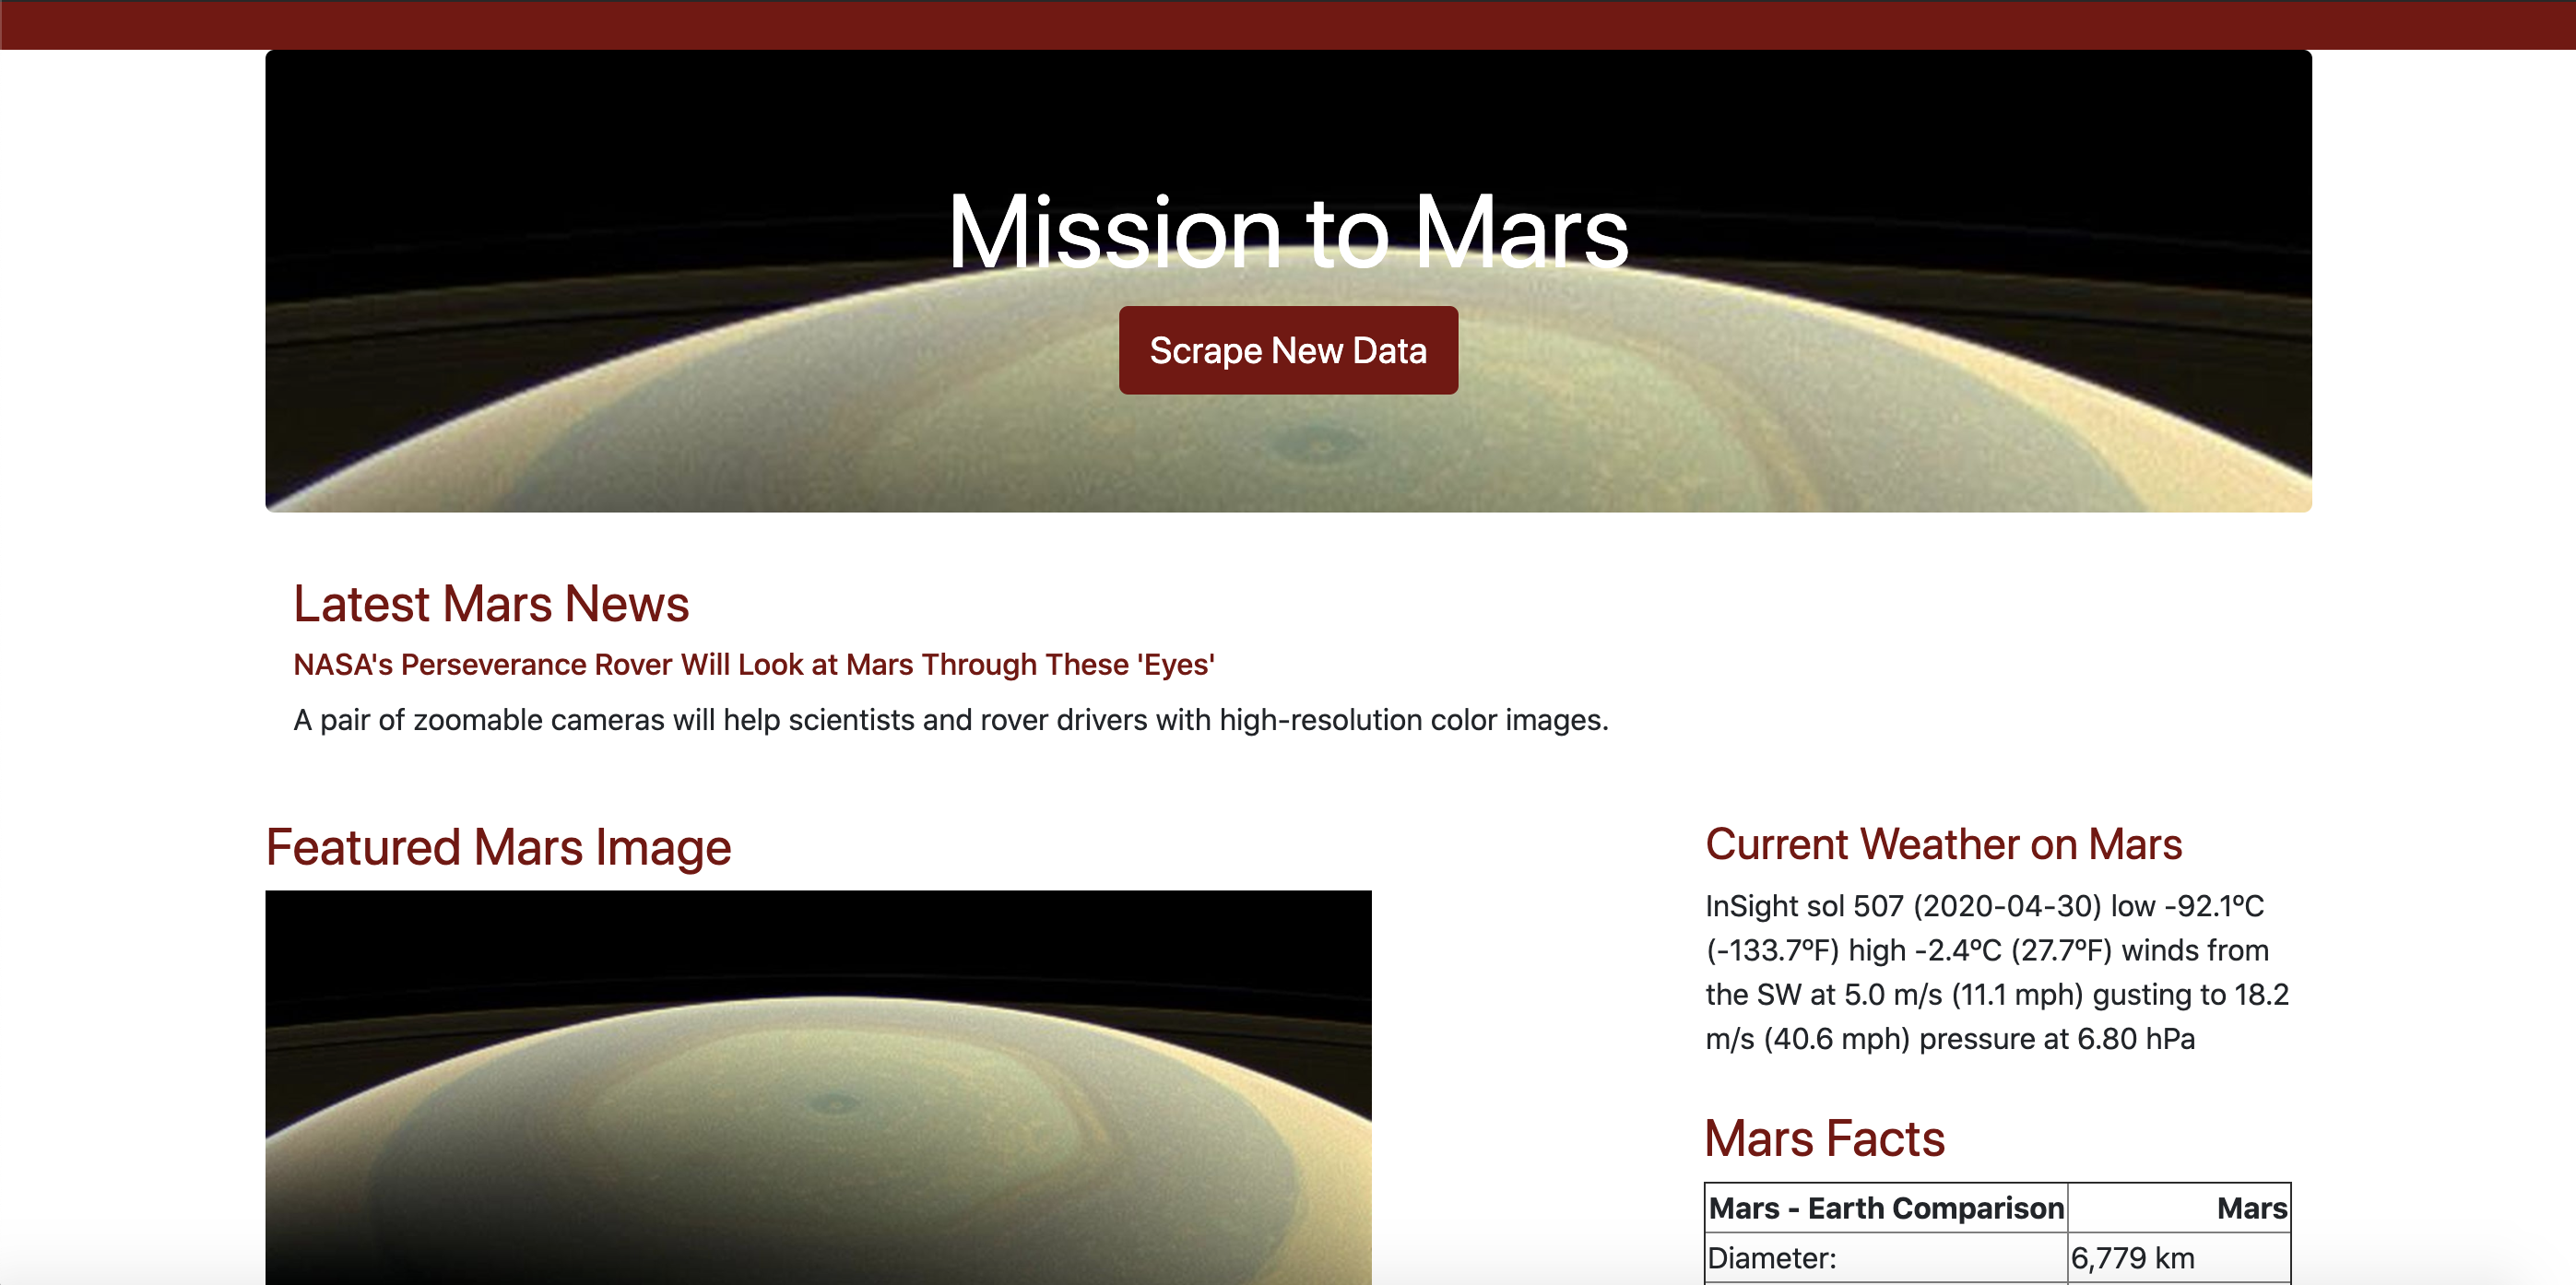 Mission to Mars
Scrape New Data
Latest Mars News
NASA's Perseverance Rover Will Look at Mars Through These 'Eyes'
A pair of zoomable cameras will help scientists and rover drivers with high-resolution color images.
Featured Mars Image
Current Weather on Mars
InSight sol 507 (2020-04-30) low -92.1ºC
(-133.7ºF) high -2.4ºC (27.7ºF) winds from
the SW at 5.0 m/s (11.1 mph) gusting to 18.2
m/s (40.6 mph) pressure at 6.80 hPa
Mars Facts
Mars - Earth Comparison Mars
Diameter: 6,779 km